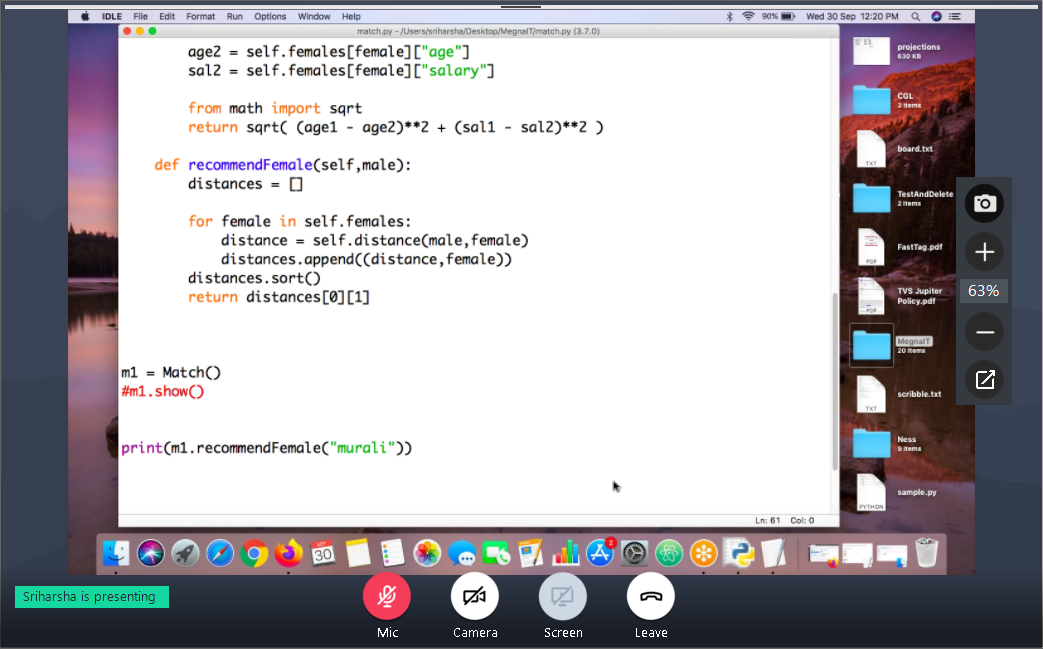 IDLE File Edit Format Run Options Window Help 90% Wed 30 Sep 12:20 PM
match.py - /Users/sriharsha/Desktop/MegnaIT/match.py (3.7.0)
age2 = self.females[female]["age"]
sal2 = self.females[female]["salary"]
from math import sqrt
return sqrt( (age1 - age2)**2 + (sal1 - sal2)**2 )
def recommendFemale(self,male):
distances = []
for female in self.females:
distance = self.distance(male,female)
distances.append((distance,female))
distances.sort()
return distances[0][1]
m1 = Match()
#m1.show()
print(m1.recommendFemale("murali"))
Ln: 61 Col: 0
projections
630 KB
CGL
3 items
TXT
board.txt
TestAndDelete
2 items
PDF
FastTag.pdf
PDF
TVS Jupiter
Policy.pdf
MegnaIT
20 items
TXT
scribble.txt
Ness
9 items
PYTHON
sample.py
63%
SEP
30
2
Sriharsha is presenting
Mic
Camera
Screen
Leave